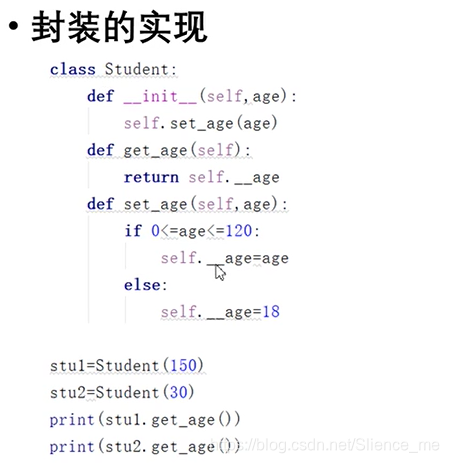 • 封装的实现
class Student:
    def __init__(self,age):
        self.set_age(age)
    def get_age(self):
        return self.__age
    def set_age(self,age):
        if 0<=age<=120:
            self.__age=age
        else:
            self.__age=18
stu1=Student(150)
stu2=Student(30)
print(stu1.get_age())
print(stu2.get_age())
https://blog.csdn.net/Slience_me